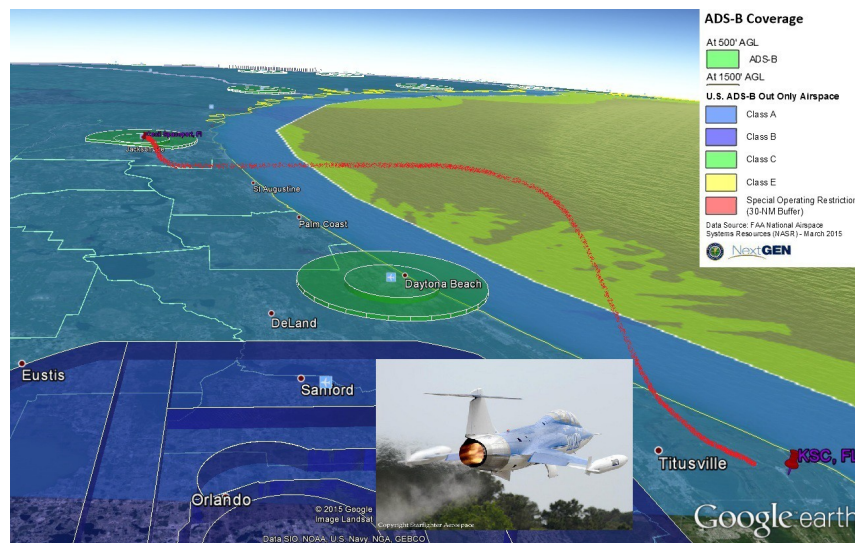 ADS-B Coverage
At 500' AGL
ADS-B
At 1500' AGL
U.S. ADS-B Out Only Airspace
Class A
Class B
Class C
Class E
Special Operating Restriction
(30-NM Buffer)
Data Source: FAA National Airspace
Systems Resources (NASR) - March 2015
NextGEN
St Augustine
Palm Coast
Daytona Beach
DeLand
Eustis
Sanford
Titusville
KSC, FL
Orlando
© 2015 Google
Image Landsat
Data SIO, NOAA, U.S. Navy, NGA, GEBCO
Copyright Starfighter Aerospace
Google earth